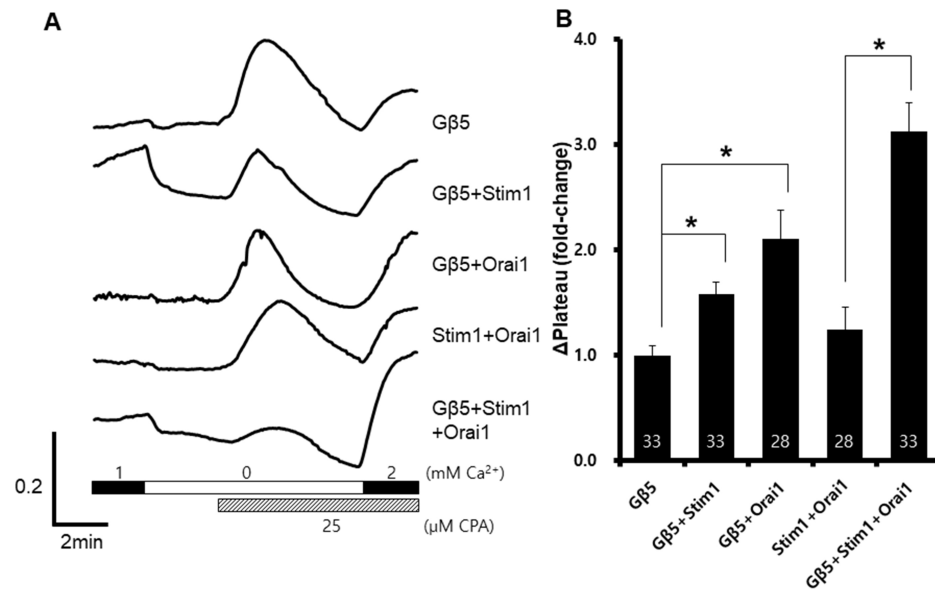 A
Gβ5
Gβ5+Stim1
Gβ5+Orai1
Stim1+Orai1
Gβ5+Stim1
+Orai1
1 0 2 (mM Ca²⁺)
25 (μM CPA)
0.2
2min
B
ΔPlateau (fold-change)
4.0
3.0
2.0
1.0
0.0
* * *
33 33 28 28 33
Gβ5
Gβ5+Stim1
Gβ5+Orai1
Stim1+Orai1
Gβ5+Stim1+Orai1